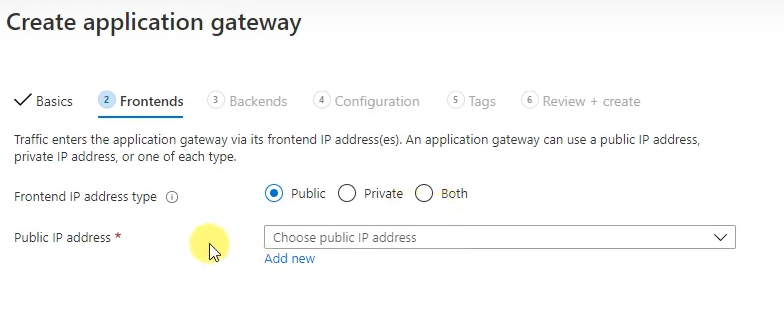 Create application gateway
Basics 2 Frontends 3 Backends 4 Configuration 5 Tags 6 Review + create
Traffic enters the application gateway via its frontend IP address(es). An application gateway can use a public IP address,
private IP address, or one of each type.
Frontend IP address type Public Private Both
Public IP address * Choose public IP address
Add new